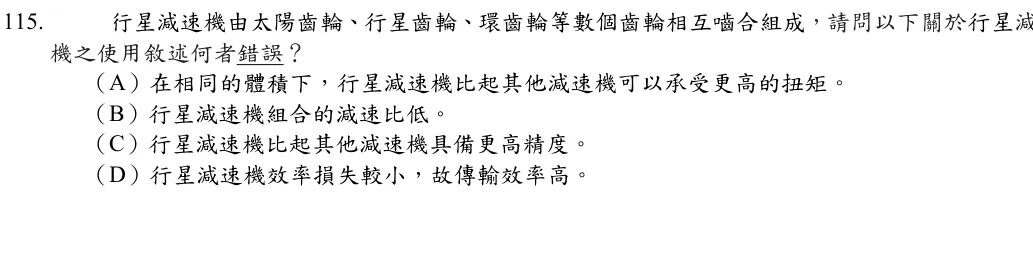 115. 行星減速機由太陽齒輪、行星齒輪、環齒輪等數個齒輪相互嚙合組成，請問以下關於行星減
機之使用敘述何者錯誤？
（A）在相同的體積下，行星減速機比起其他減速機可以承受更高的扭矩。
（B）行星減速機組合的減速比低。
（C）行星減速機比起其他減速機具備更高精度。
（D）行星減速機效率損失較小，故傳輸效率高。